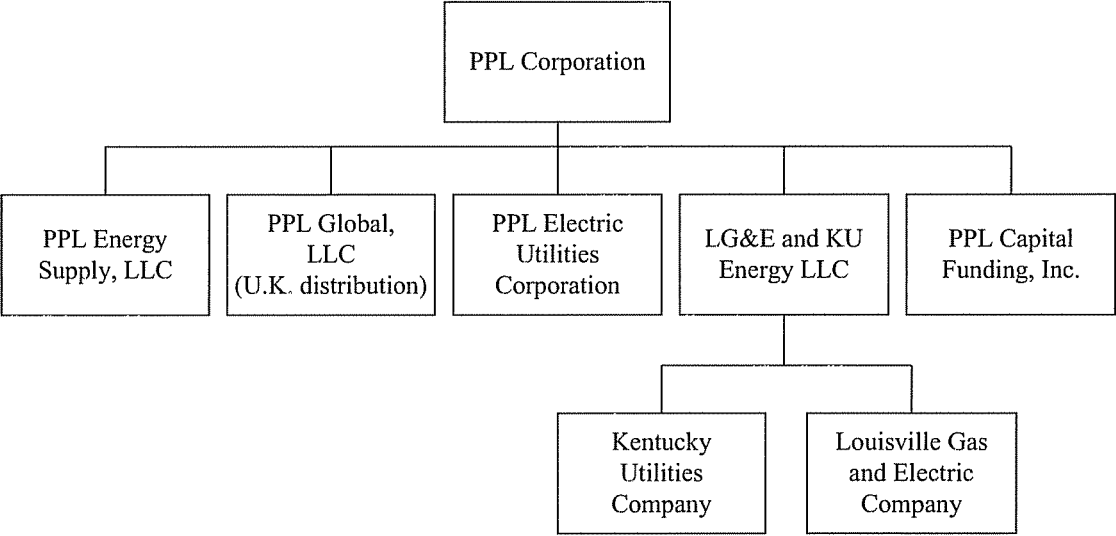 PPL Corporation
PPL Energy
Supply, LLC
PPL Global,
LLC
(U.K. distribution)
PPL Electric
Utilities
Corporation
LG&E and KU
Energy LLC
PPL Capital
Funding, Inc.
Kentucky
Utilities
Company
Louisville Gas
and Electric
Company